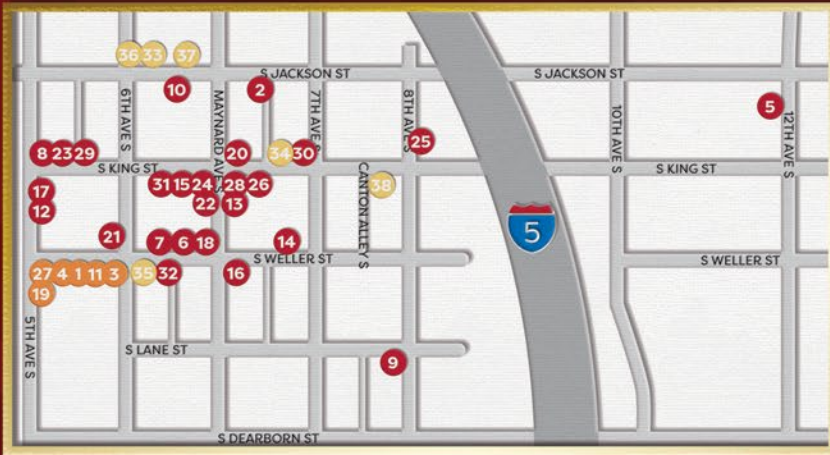 36 33 37
S JACKSON ST
S JACKSON ST
10
2
5
6TH AVE S
MAYNARD AVE S
7TH AVE S
8TH AVE S
10TH AVE S
12TH AVE S
25
8 23 29
20
34 30
S KING ST
S KING ST
17
31 15 24 28 26
38
12
22 13
CANTON ALLEY S
5
21
7 6 18
14
S WELLER ST
S WELLER ST
27 4 1 11 3 35 32
16
19
5TH AVE S
S LANE ST
9
S DEARBORN ST